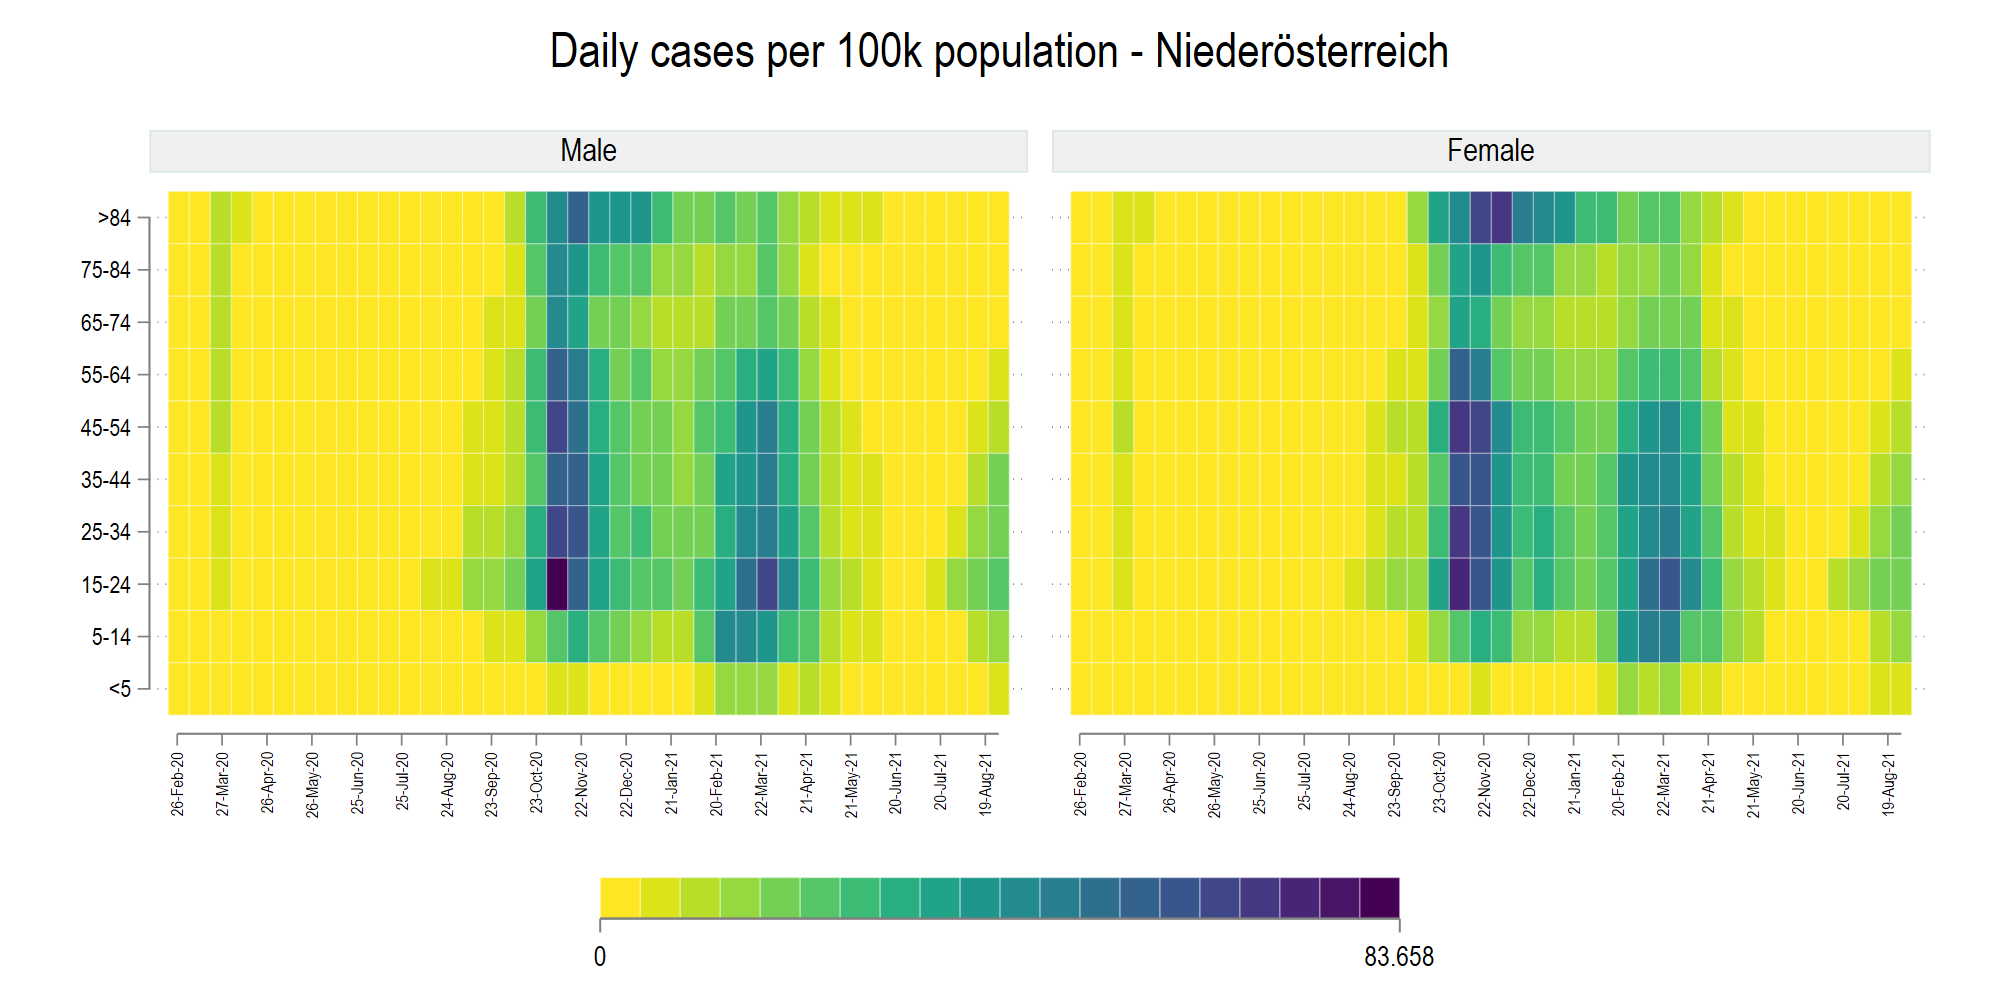 Daily cases per 100k population - Niederösterreich
Male
Female
>84
75-84
65-74
55-64
45-54
35-44
25-34
15-24
5-14
<5
26-Feb-20
27-Mar-20
26-Apr-20
26-May-20
25-Jun-20
25-Jul-20
24-Aug-20
23-Sep-20
23-Oct-20
22-Nov-20
22-Dec-20
21-Jan-21
20-Feb-21
22-Mar-21
21-Apr-21
21-May-21
20-Jun-21
20-Jul-21
19-Aug-21
26-Feb-20
27-Mar-20
26-Apr-20
26-May-20
25-Jun-20
25-Jul-20
24-Aug-20
23-Sep-20
23-Oct-20
22-Nov-20
22-Dec-20
21-Jan-21
20-Feb-21
22-Mar-21
21-Apr-21
21-May-21
20-Jun-21
20-Jul-21
19-Aug-21
0
83.658